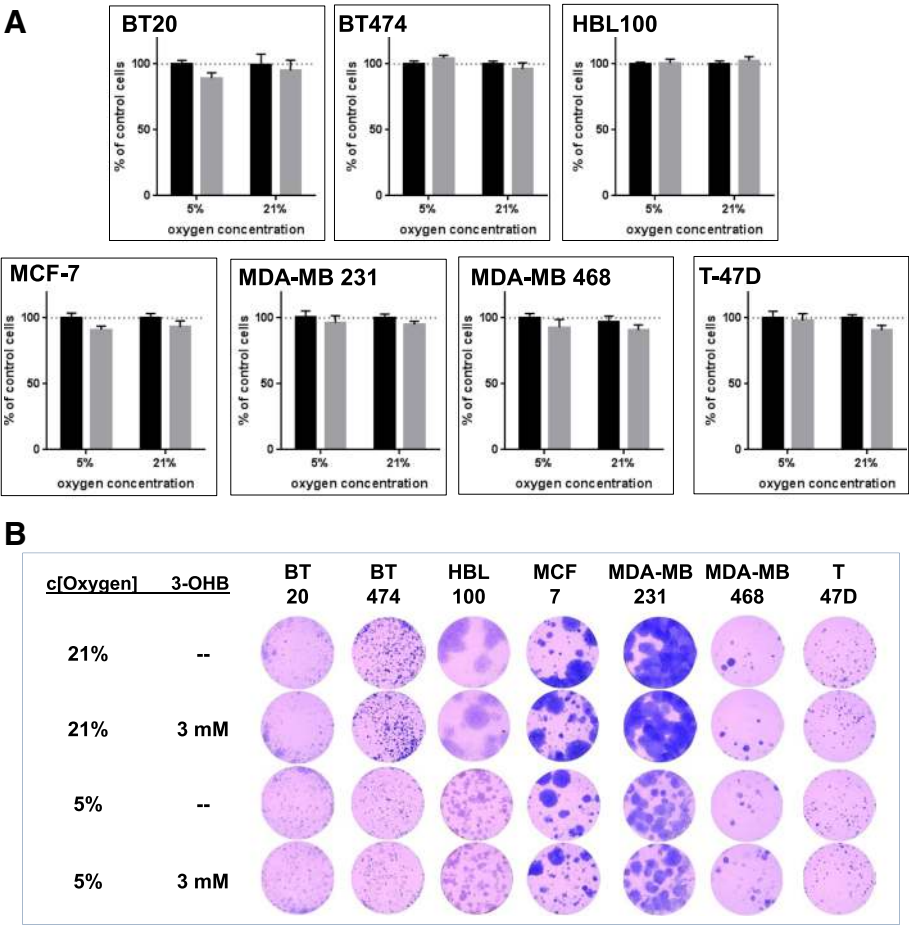 A
BT20
% of control cells
100
50
0
5% 21%
oxygen concentration
BT474
% of control cells
100
50
0
5% 21%
oxygen concentration
HBL100
% of control cells
100
50
0
5% 21%
oxygen concentration
MCF-7
% of control cells
100
50
0
5% 21%
oxygen concentration
MDA-MB 231
% of control cells
100
50
0
5% 21%
oxygen concentration
MDA-MB 468
% of control cells
100
50
0
5% 21%
oxygen concentration
T-47D
% of control cells
100
50
0
5% 21%
oxygen concentration
B
c[Oxygen] 3-OHB BT HBL MCF MDA-MB MDA-MB T
20 474 100 7 231 468 47D
21% --
21% 3 mM
5% --
5% 3 mM